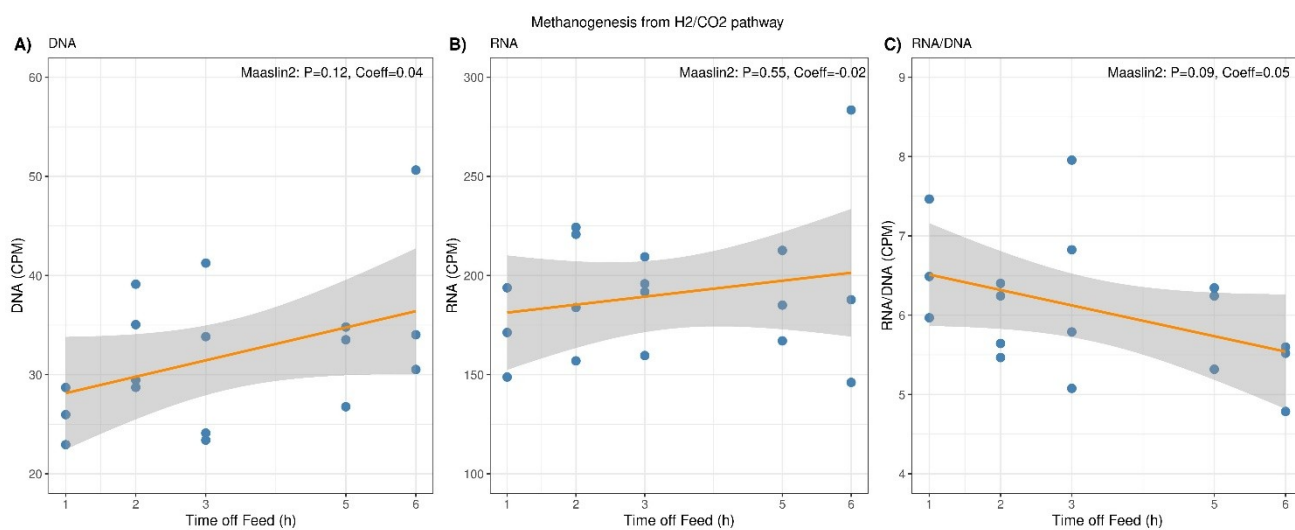 Methanogenesis from H2/CO2 pathway
A) DNA
Maaslin2: P=0.12, Coeff=0.04
60
50
40
30
20
DNA (CPM)
1 2 3 5 6
Time off Feed (h)
B) RNA
Maaslin2: P=0.55, Coeff=-0.02
300
250
200
150
100
RNA (CPM)
1 2 3 5 6
Time off Feed (h)
C) RNA/DNA
Maaslin2: P=0.09, Coeff=0.05
9
8
7
6
5
4
RNA/DNA (CPM)
1 2 3 5 6
Time off Feed (h)